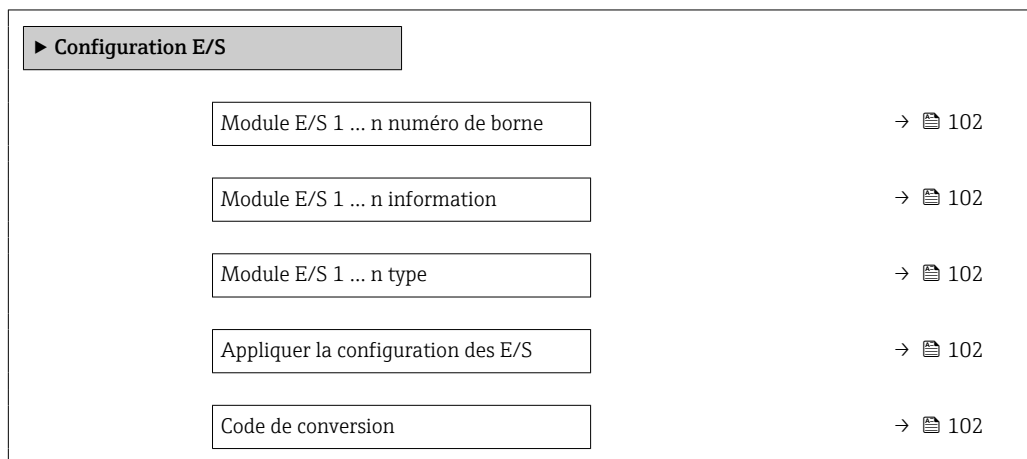 ► Configuration E/S
Module E/S 1 … n numéro de borne → 102
Module E/S 1 … n information → 102
Module E/S 1 … n type → 102
Appliquer la configuration des E/S → 102
Code de conversion → 102